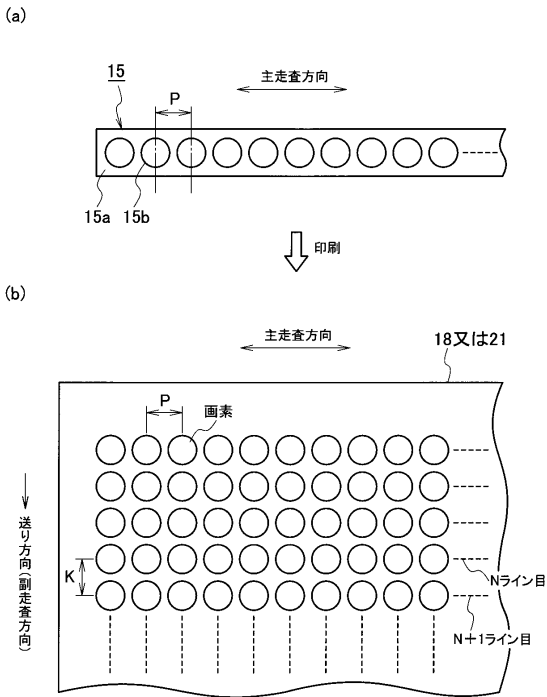 (a)
15
主走査方向
P
15a
15b
印刷
(b)
主走査方向
18又は21
P
画素
送り方向(副走査方向)
K
Nライン目
N+1ライン目